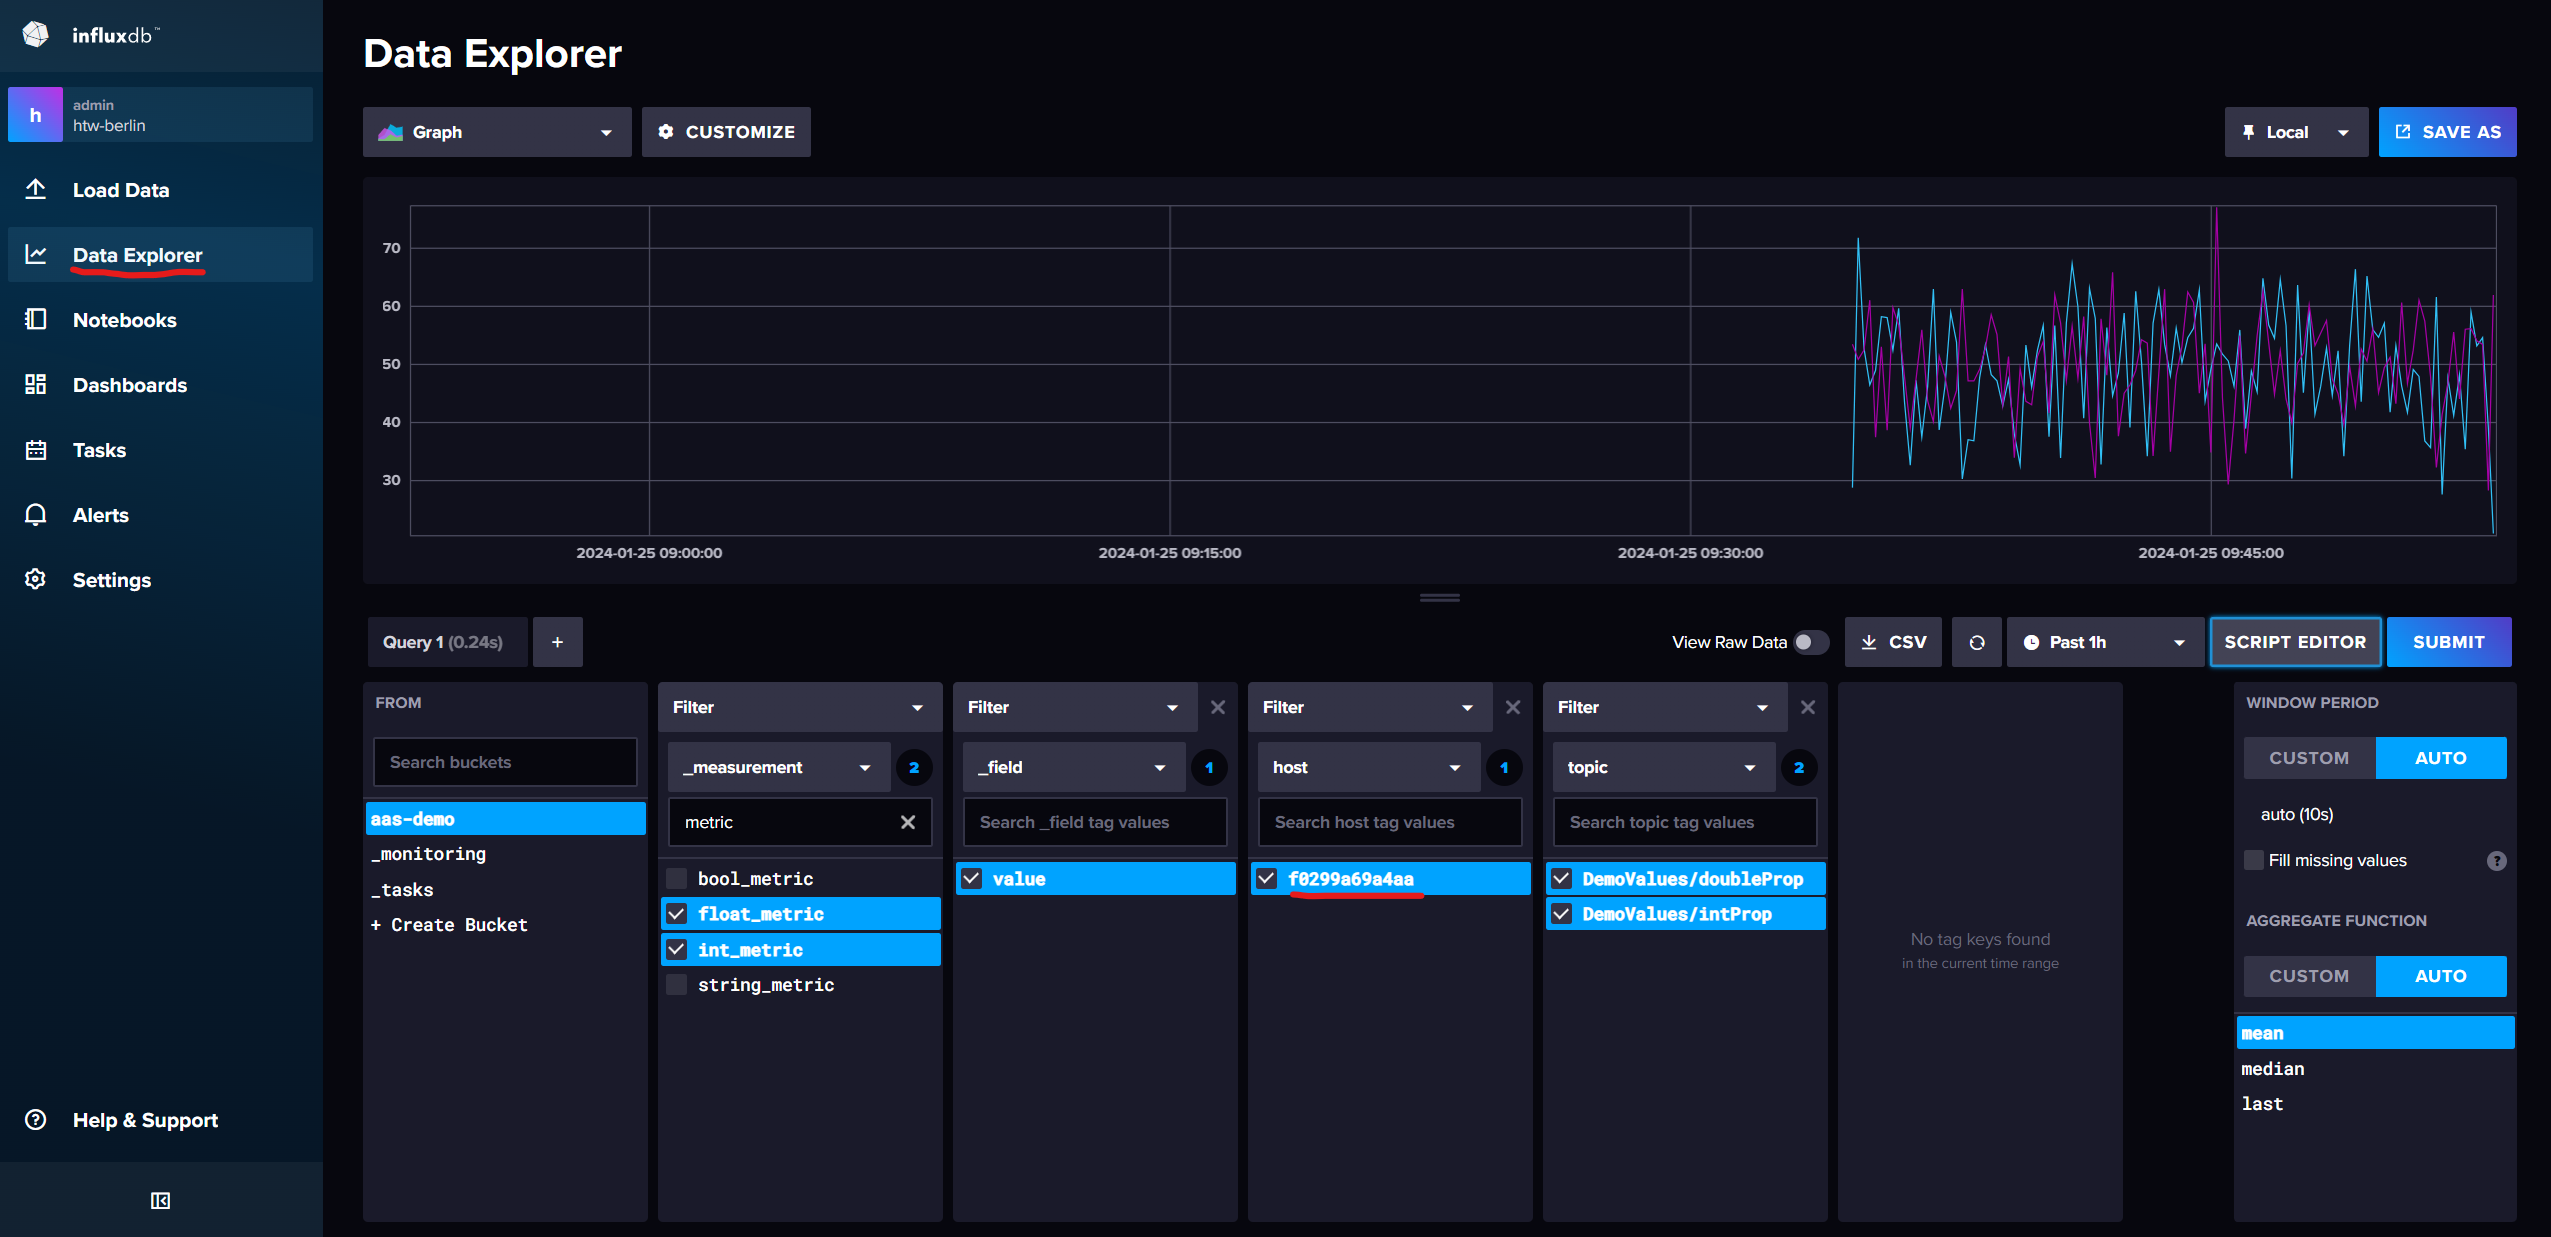 influxdb™
h
admin
htw-berlin
Load Data
Data Explorer
Notebooks
Dashboards
Tasks
Alerts
Settings
Help & Support
Data Explorer
Graph
CUSTOMIZE
Local
SAVE AS
70
60
50
40
30
2024-01-25 09:00:00
2024-01-25 09:15:00
2024-01-25 09:30:00
2024-01-25 09:45:00
Query 1 (0.24s)
+
View Raw Data
CSV
Past 1h
SCRIPT EDITOR
SUBMIT
FROM
Search buckets
aas-demo
_monitoring
_tasks
+ Create Bucket
Filter
_measurement
2
metric
bool_metric
float_metric
int_metric
string_metric
Filter
_field
1
Search _field tag values
value
Filter
host
1
Search host tag values
f0299a69a4aa
Filter
topic
2
Search topic tag values
DemoValues/doubleProp
DemoValues/intProp
No tag keys found
in the current time range
WINDOW PERIOD
CUSTOM
AUTO
auto (10s)
Fill missing values
?
AGGREGATE FUNCTION
CUSTOM
AUTO
mean
median
last